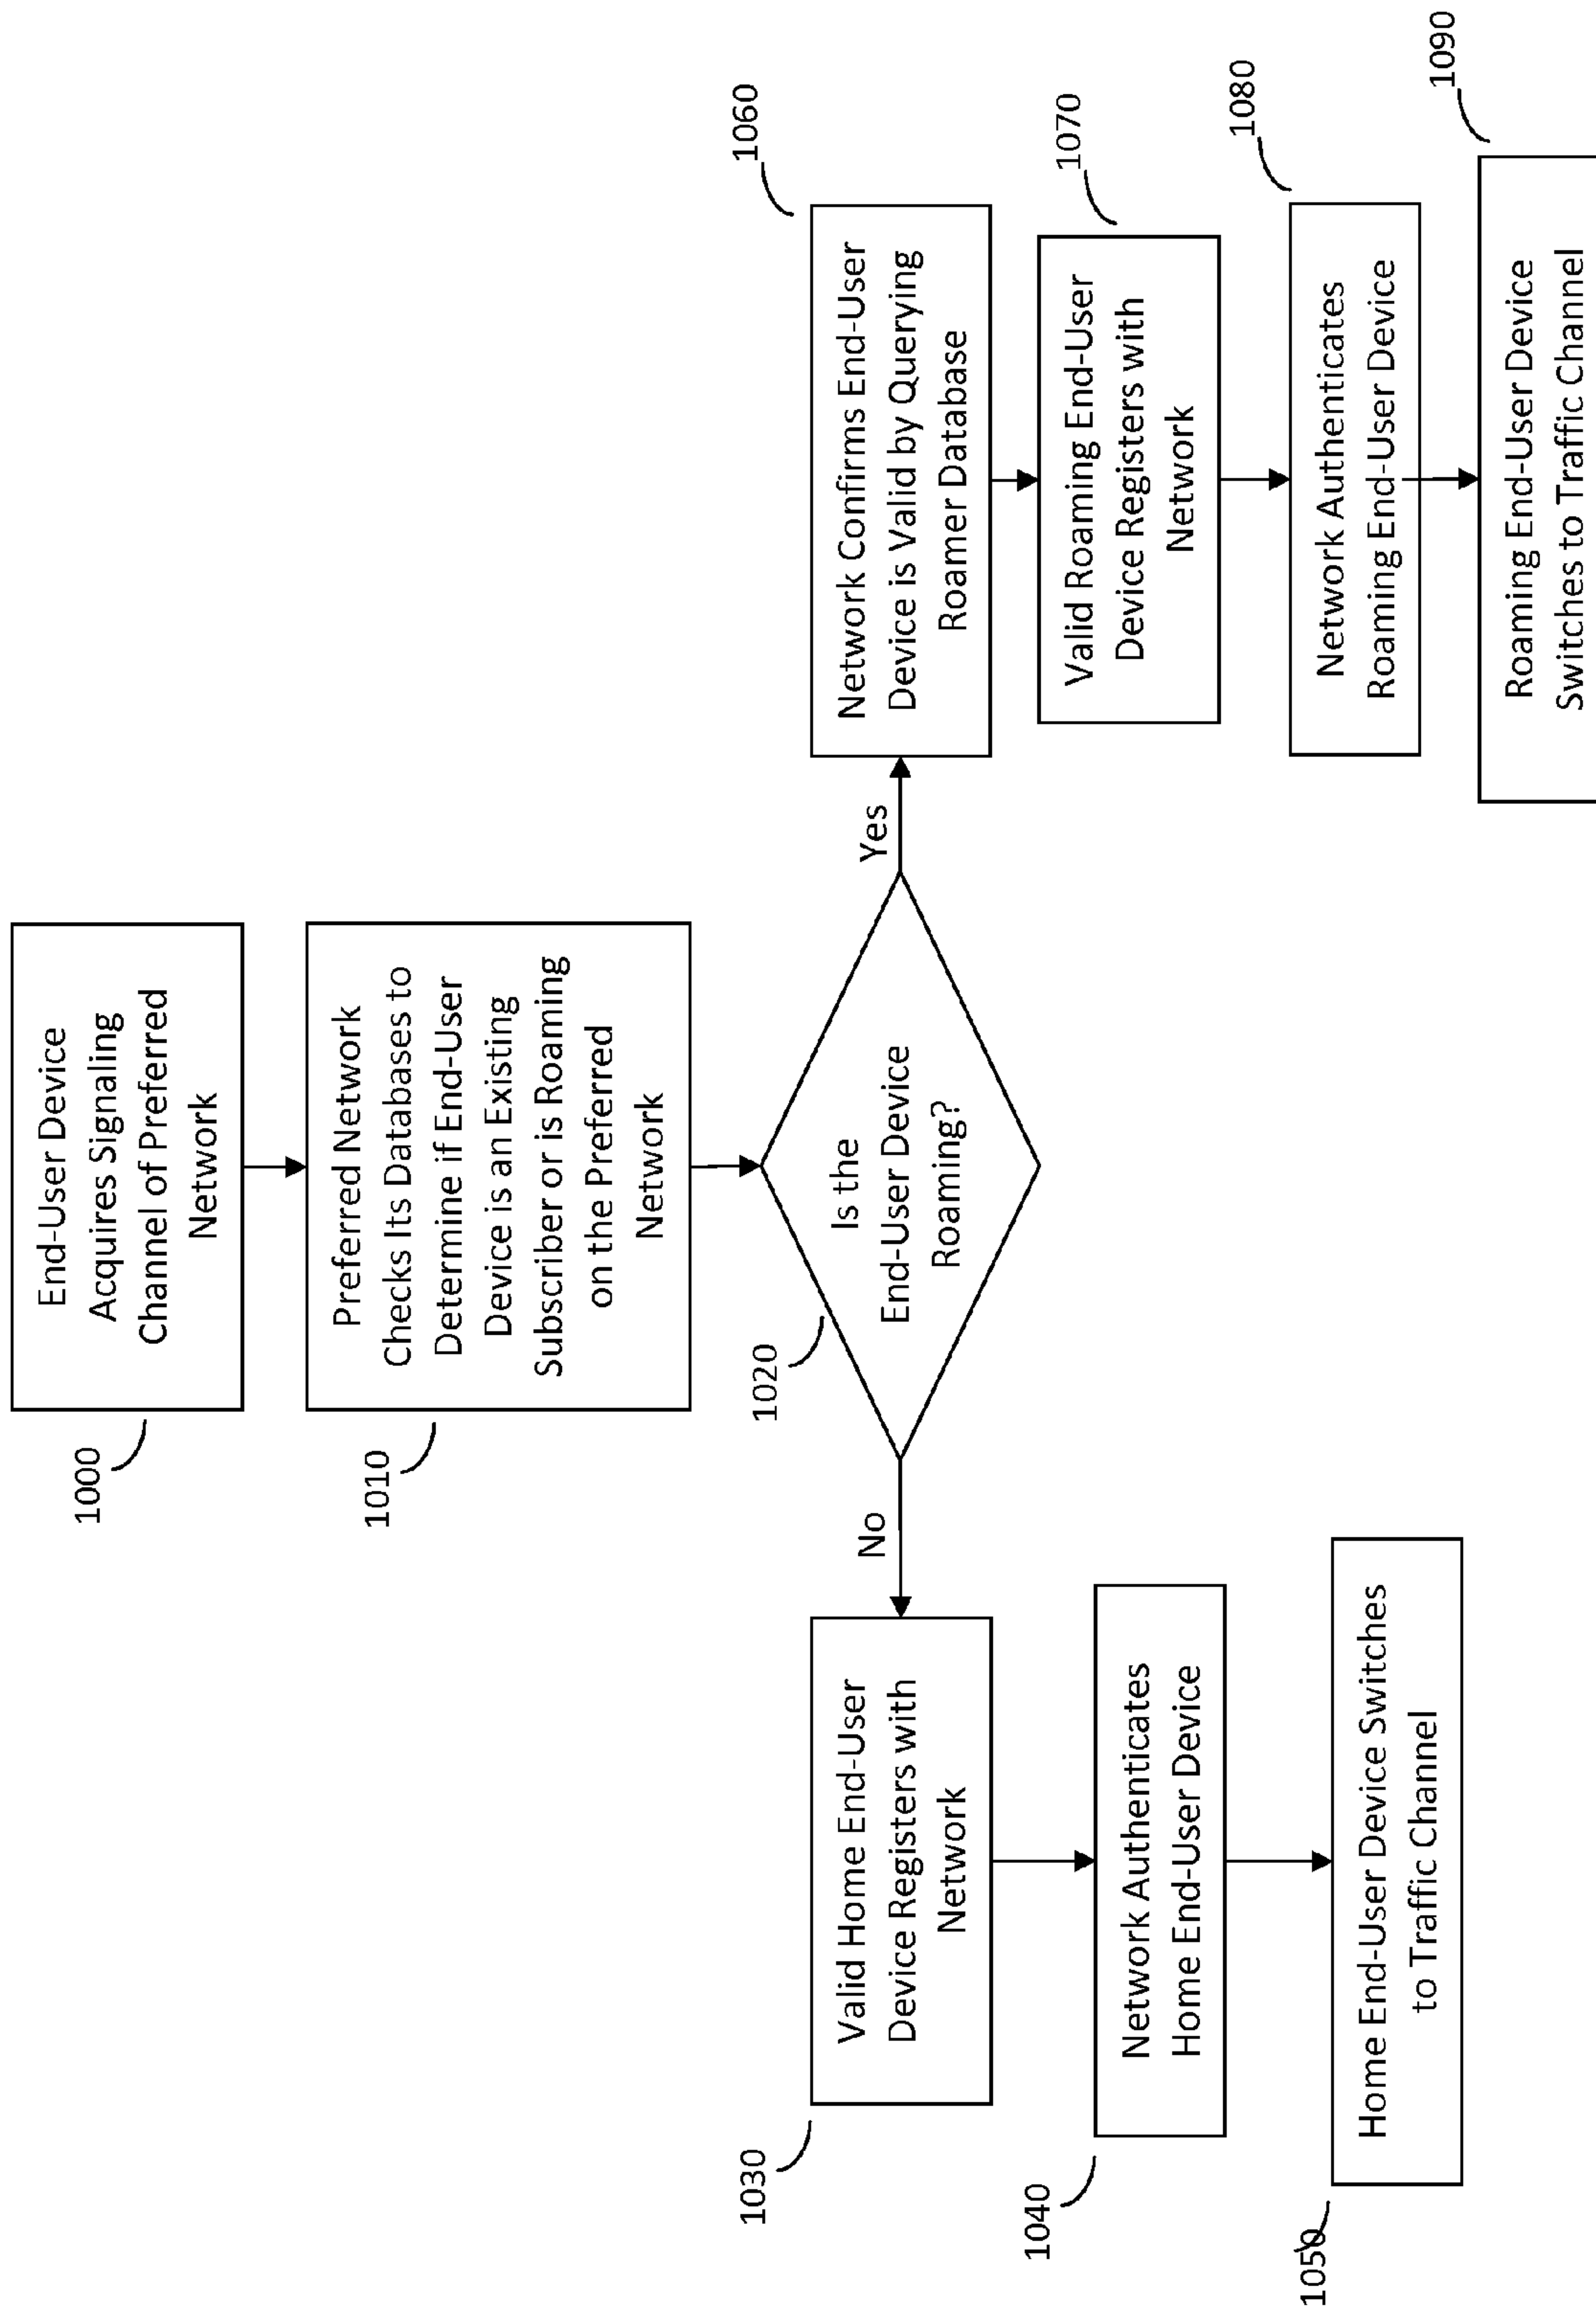 1000
End-User Device
Acquires Signaling
Channel of Preferred
Network
1010
Preferred Network
Checks Its Databases to
Determine if End-User
Device is an Existing
Subscriber or is Roaming
on the Preferred
Network
1020
Is the
End-User Device
Roaming?
No
Yes
1030
Valid Home End-User
Device Registers with
Network
1040
Network Authenticates
Home End-User Device
1050
Home End-User Device Switches
to Traffic Channel
1060
Network Confirms End-User
Device is Valid by Querying
Roamer Database
1070
Valid Roaming End-User
Device Registers with
Network
1080
Network Authenticates
Roaming End-User Device
1090
Roaming End-User Device
Switches to Traffic Channel